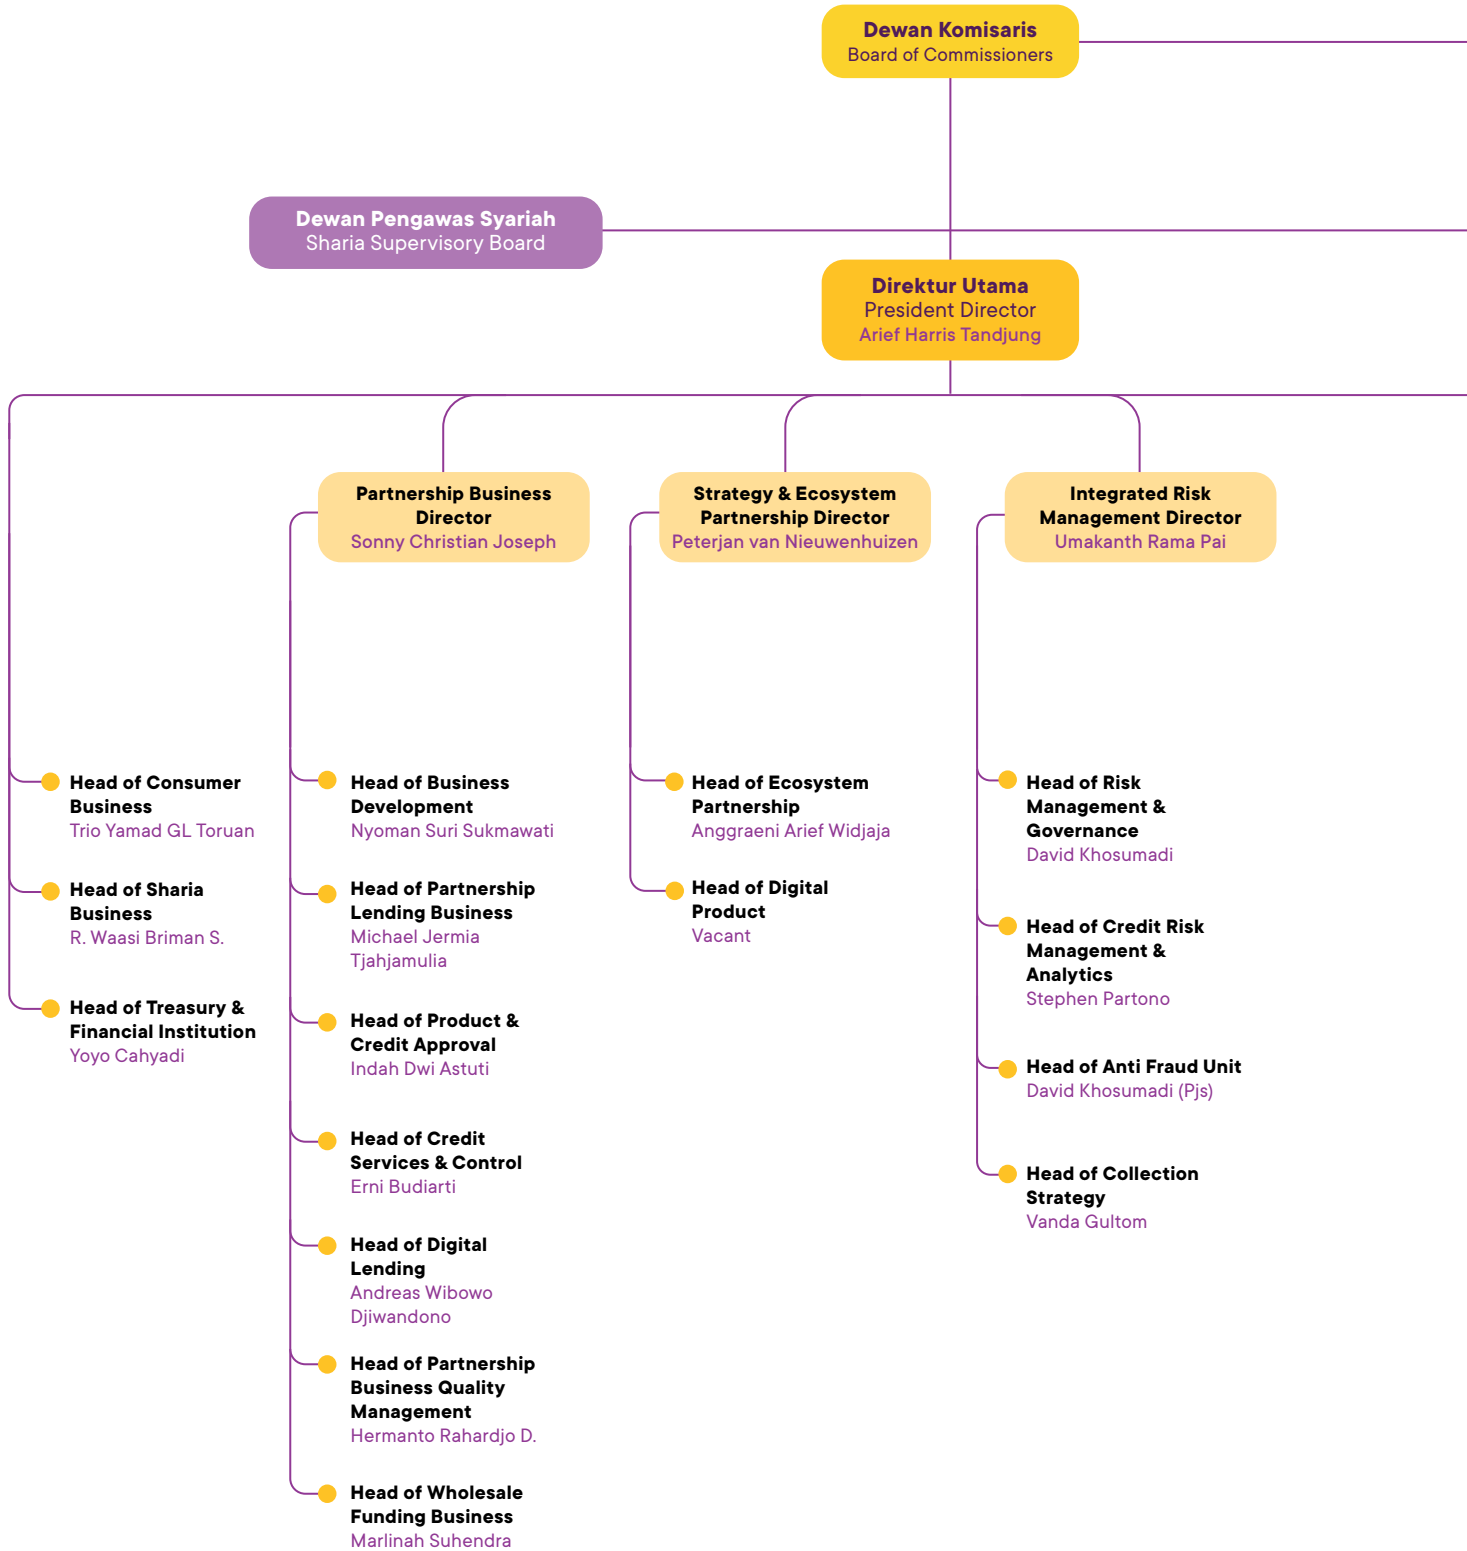 Dewan Komisaris
Board of Commissioners
Dewan Pengawas Syariah
Sharia Supervisory Board
Direktur Utama
President Director
Arief Harris Tandjung
Partnership Business
Director
Sonny Christian Joseph
Strategy & Ecosystem
Partnership Director
Peterjan van Nieuwenhuizen
Integrated Risk
Management Director
Umakanth Rama Pai
Head of Consumer
Business
Trio Yamad GL Toruan
Head of Sharia
Business
R. Waasi Briman S.
Head of Treasury &
Financial Institution
Yoyo Cahyadi
Head of Business
Development
Nyoman Suri Sukmawati
Head of Partnership
Lending Business
Michael Jermia
Tjahjamulia
Head of Product &
Credit Approval
Indah Dwi Astuti
Head of Credit
Services & Control
Erni Budiarti
Head of Digital
Lending
Andreas Wibowo
Djiwandono
Head of Partnership
Business Quality
Management
Hermanto Rahardjo D.
Head of Wholesale
Funding Business
Marlinah Suhendra
Head of Ecosystem
Partnership
Anggraeni Arief Widjaja
Head of Digital
Product
Vacant
Head of Risk
Management &
Governance
David Khosumadi
Head of Credit Risk
Management &
Analytics
Stephen Partono
Head of Anti Fraud Unit
David Khosumadi (Pjs)
Head of Collection
Strategy
Vanda Gultom